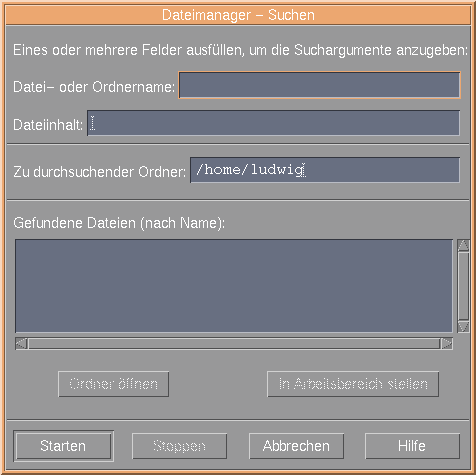 Dateimanager - Suchen
Eines oder mehrere Felder ausfüllen, um die Suchargumente anzugeben:
Datei- oder Ordnername:
Dateiinhalt:
Zu durchsuchender Ordner: /home/ludwig
Gefundene Dateien (nach Name):
Ordner öffnen In Arbeitsbereich stellen
Starten Stoppen Abbrechen Hilfe